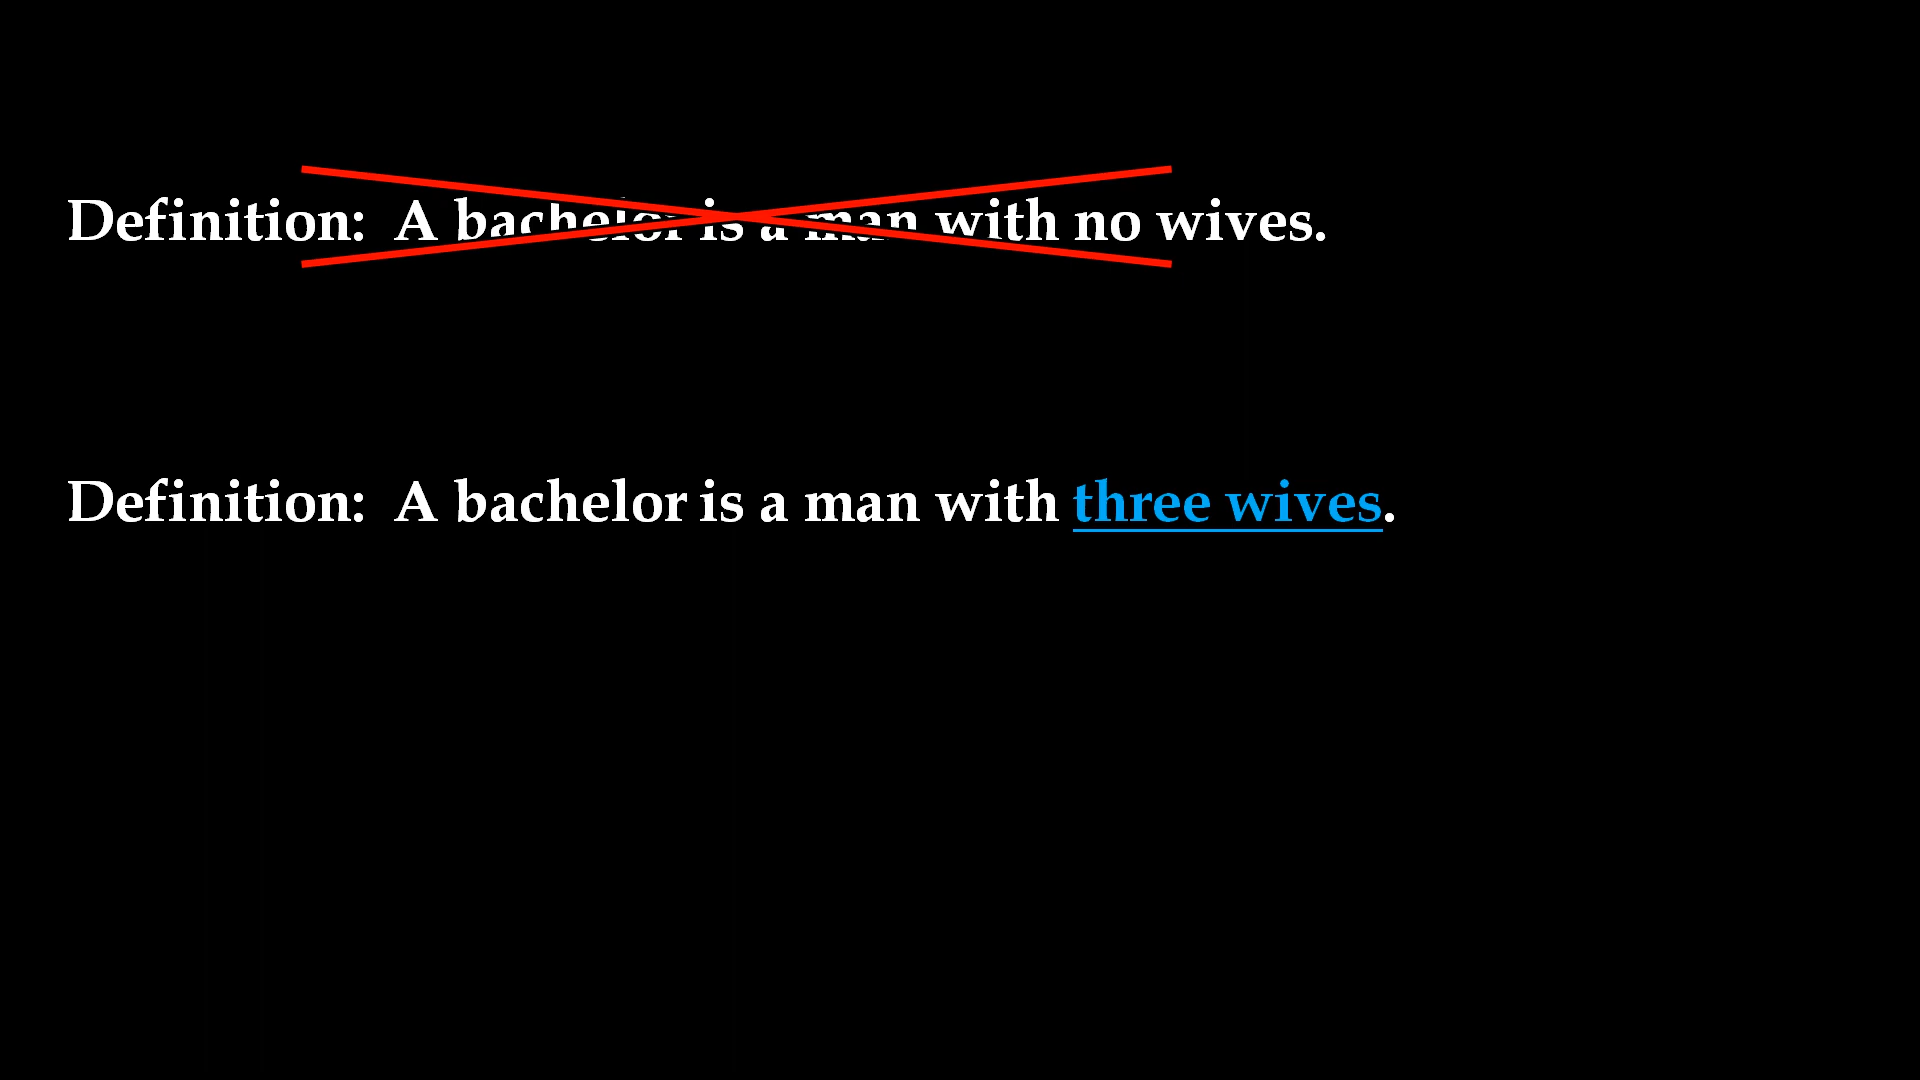 Definition: A bachelor is a man with no wives.
Definition: A bachelor is a man with three wives.